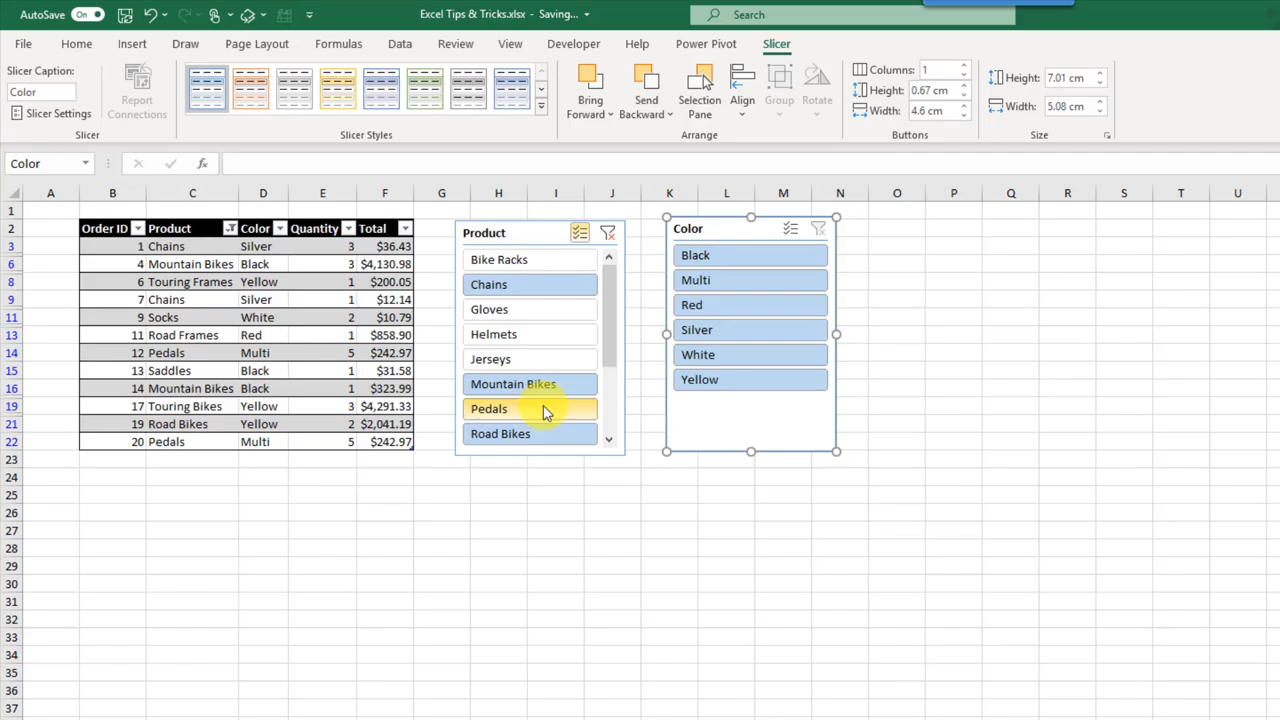 AutoSave On Excel Tips & Tricks.xlsx - Saving... Search
File Home Insert Draw Page Layout Formulas Data Review View Developer Help Power Pivot Slicer
Slicer Caption:
Color
Slicer Settings
Report
Connections
Slicer
Slicer Styles
Bring
Forward
Send
Backward
Selection
Pane
Align
Group
Rotate
Arrange
Columns: 1
Height: 0.67 cm
Width: 4.6 cm
Buttons
Height: 7.01 cm
Width: 5.08 cm
Size
Color fx
A B C D E F G H I J K L M N O P Q R S T U
1
2 Order ID Product Color Quantity Total
3 1 Chains Silver 3 $36.43
6 4 Mountain Bikes Black 3 $4,130.98
8 6 Touring Frames Yellow 1 $200.05
9 7 Chains Silver 1 $12.14
11 9 Socks White 2 $10.79
13 11 Road Frames Red 1 $858.90
14 12 Pedals Multi 5 $242.97
15 13 Saddles Black 1 $31.58
16 14 Mountain Bikes Black 1 $323.99
19 17 Touring Bikes Yellow 3 $4,291.33
21 19 Road Bikes Yellow 2 $2,041.19
22 20 Pedals Multi 5 $242.97
23
24
25
26
27
28
29
30
31
32
33
34
35
36
37
Product
Bike Racks
Chains
Gloves
Helmets
Jerseys
Mountain Bikes
Pedals
Road Bikes
Color
Black
Multi
Red
Silver
White
Yellow